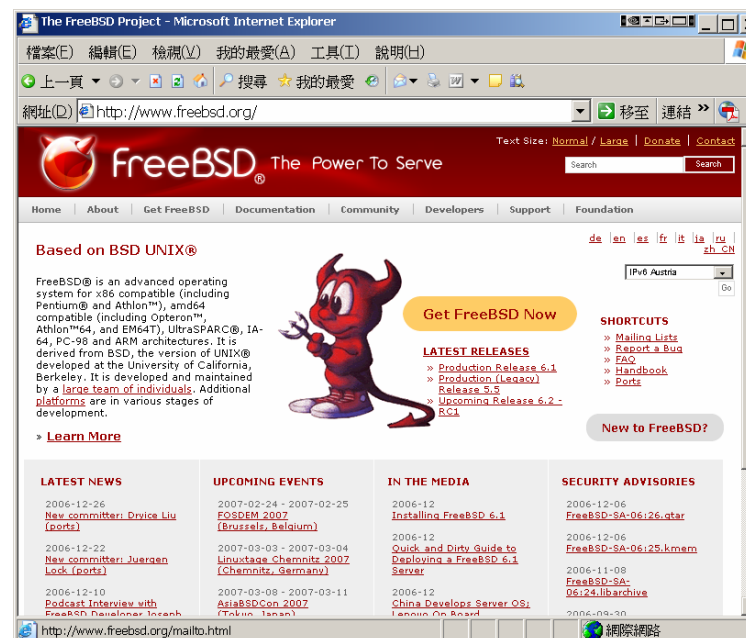 The FreeBSD Project - Microsoft Internet Explorer
檔案(F) 編輯(E) 檢視(V) 我的最愛(A) 工具(T) 說明(H)
上一頁 搜尋 我的最愛
網址(D) http://www.freebsd.org/ 移至 連結 »
Text Size: Normal / Large | Donate | Contact
FreeBSD® The Power To Serve
Search Search
Home About Get FreeBSD Documentation Community Developers Support Foundation
de en es fr it ja ru
zh_CN
IPv6 Austria
Go
Based on BSD UNIX®
FreeBSD® is an advanced operating
system for x86 compatible (including
Pentium® and Athlon™), amd64
compatible (including Opteron™,
Athlon™64, and EM64T), UltraSPARC®, IA-
64, PC-98 and ARM architectures. It is
derived from BSD, the version of UNIX®
developed at the University of California,
Berkeley. It is developed and maintained
by a large team of individuals. Additional
platforms are in various stages of
development.
» Learn More
Get FreeBSD Now
LATEST RELEASES
» Production Release 6.1
» Production (Legacy)
Release 5.5
» Upcoming Release 6.2 -
RC1
SHORTCUTS
» Mailing Lists
» Report a Bug
» FAQ
» Handbook
» Ports
New to FreeBSD?
LATEST NEWS
2006-12-26
New committer: Dryice Liu
(ports)
2006-12-22
New committer: Juergen
Lock (ports)
2006-12-10
Podcast Interview with
FreeBSD Developer Joseph
UPCOMING EVENTS
2007-02-24 - 2007-02-25
FOSDEM 2007
(Brussels, Belgium)
2007-03-03 - 2007-03-04
Linuxtage Chemnitz 2007
(Chemnitz, Germany)
2007-03-08 - 2007-03-11
AsiaBSDCon 2007
(Tokyo, Japan)
IN THE MEDIA
2006-12
Installing FreeBSD 6.1
2006-12
Quick and Dirty Guide to
Deploying a FreeBSD 6.1
Server
2006-12
China Develops Server OS;
Lenovo On Board
SECURITY ADVISORIES
2006-12-06
FreeBSD-SA-06:26.gtar
2006-12-06
FreeBSD-SA-06:25.kmem
2006-11-08
FreeBSD-SA-
06:24.libarchive
2006-09-30
http://www.freebsd.org/mailto.html 網際網路